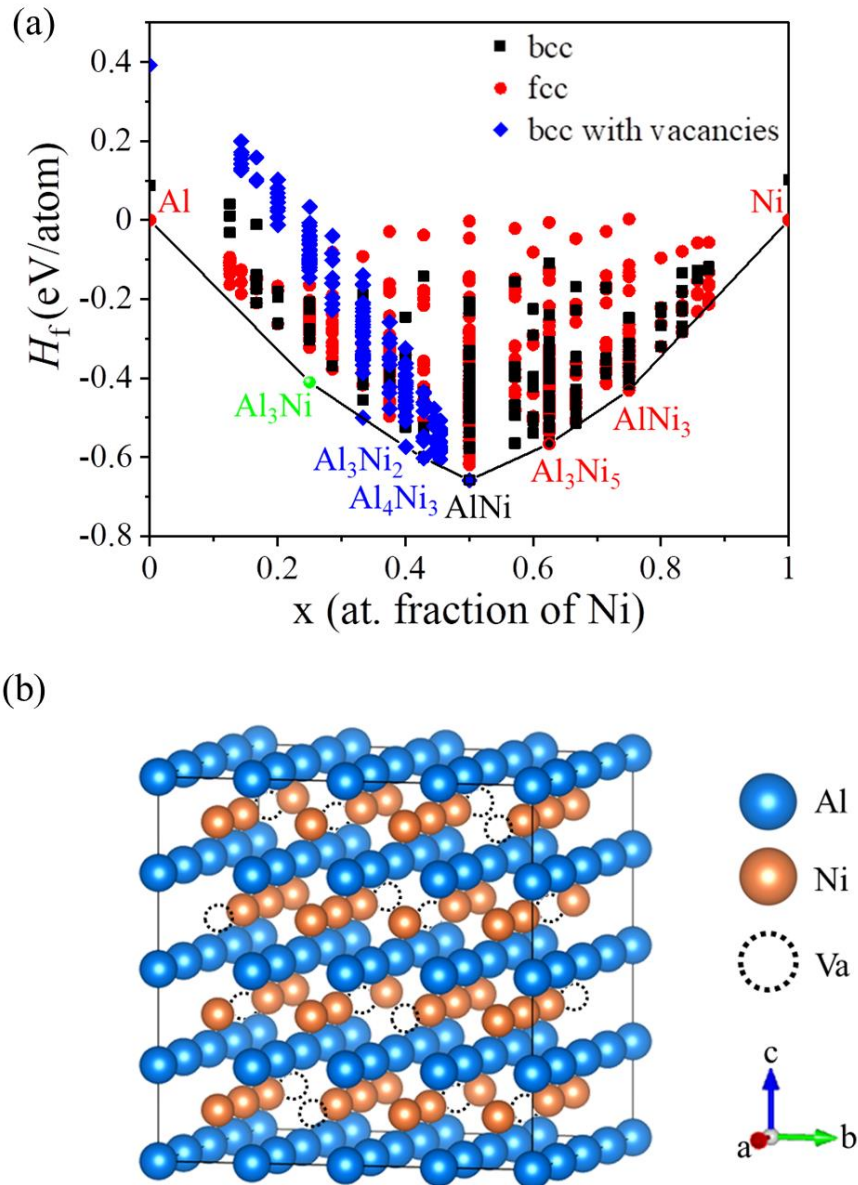 (a)
bcc
fcc
bcc with vacancies
0.4
0.2
0
-0.2
-0.4
-0.6
-0.8
H_f (eV/atom)
Al
Ni
Al₃Ni
Al₃Ni₂
Al₄Ni₃
AlNi
Al₃Ni₅
AlNi₃
0 0.2 0.4 0.6 0.8 1
x (at. fraction of Ni)
(b)
Al
Ni
Va
c
a b